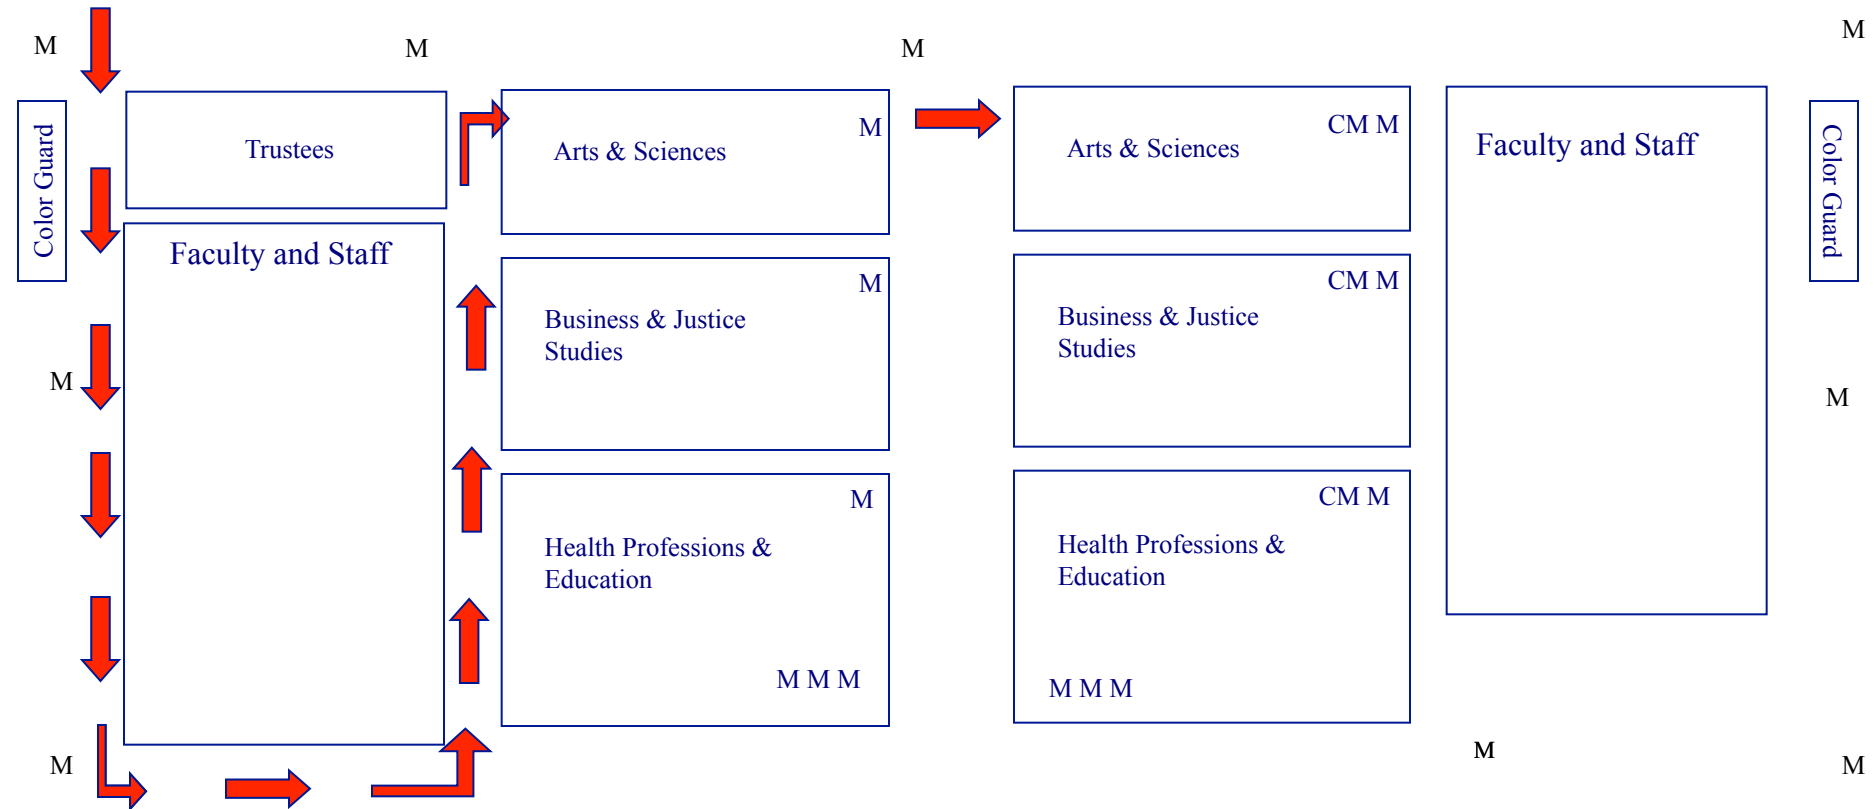 M
M
M
M
Color Guard
Trustees
Arts & Sciences
M
Arts & Sciences
CM M
Faculty and Staff
Color Guard
Faculty and Staff
Business & Justice
Studies
M
Business & Justice
Studies
CM M
M
M
Health Professions &
Education
M
M M M
Health Professions &
Education
CM M
M M M
M
M
M